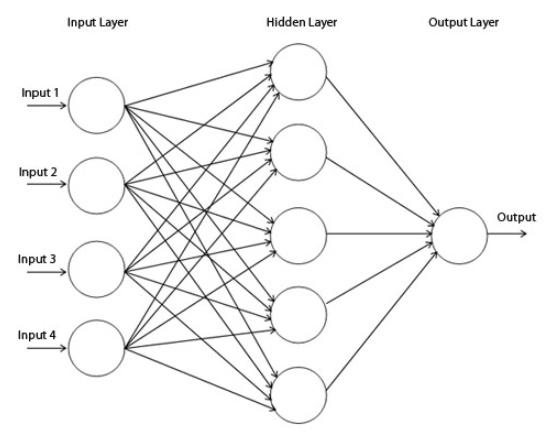 Input Layer
Hidden Layer
Output Layer
Input 1
Input 2
Input 3
Input 4
Output